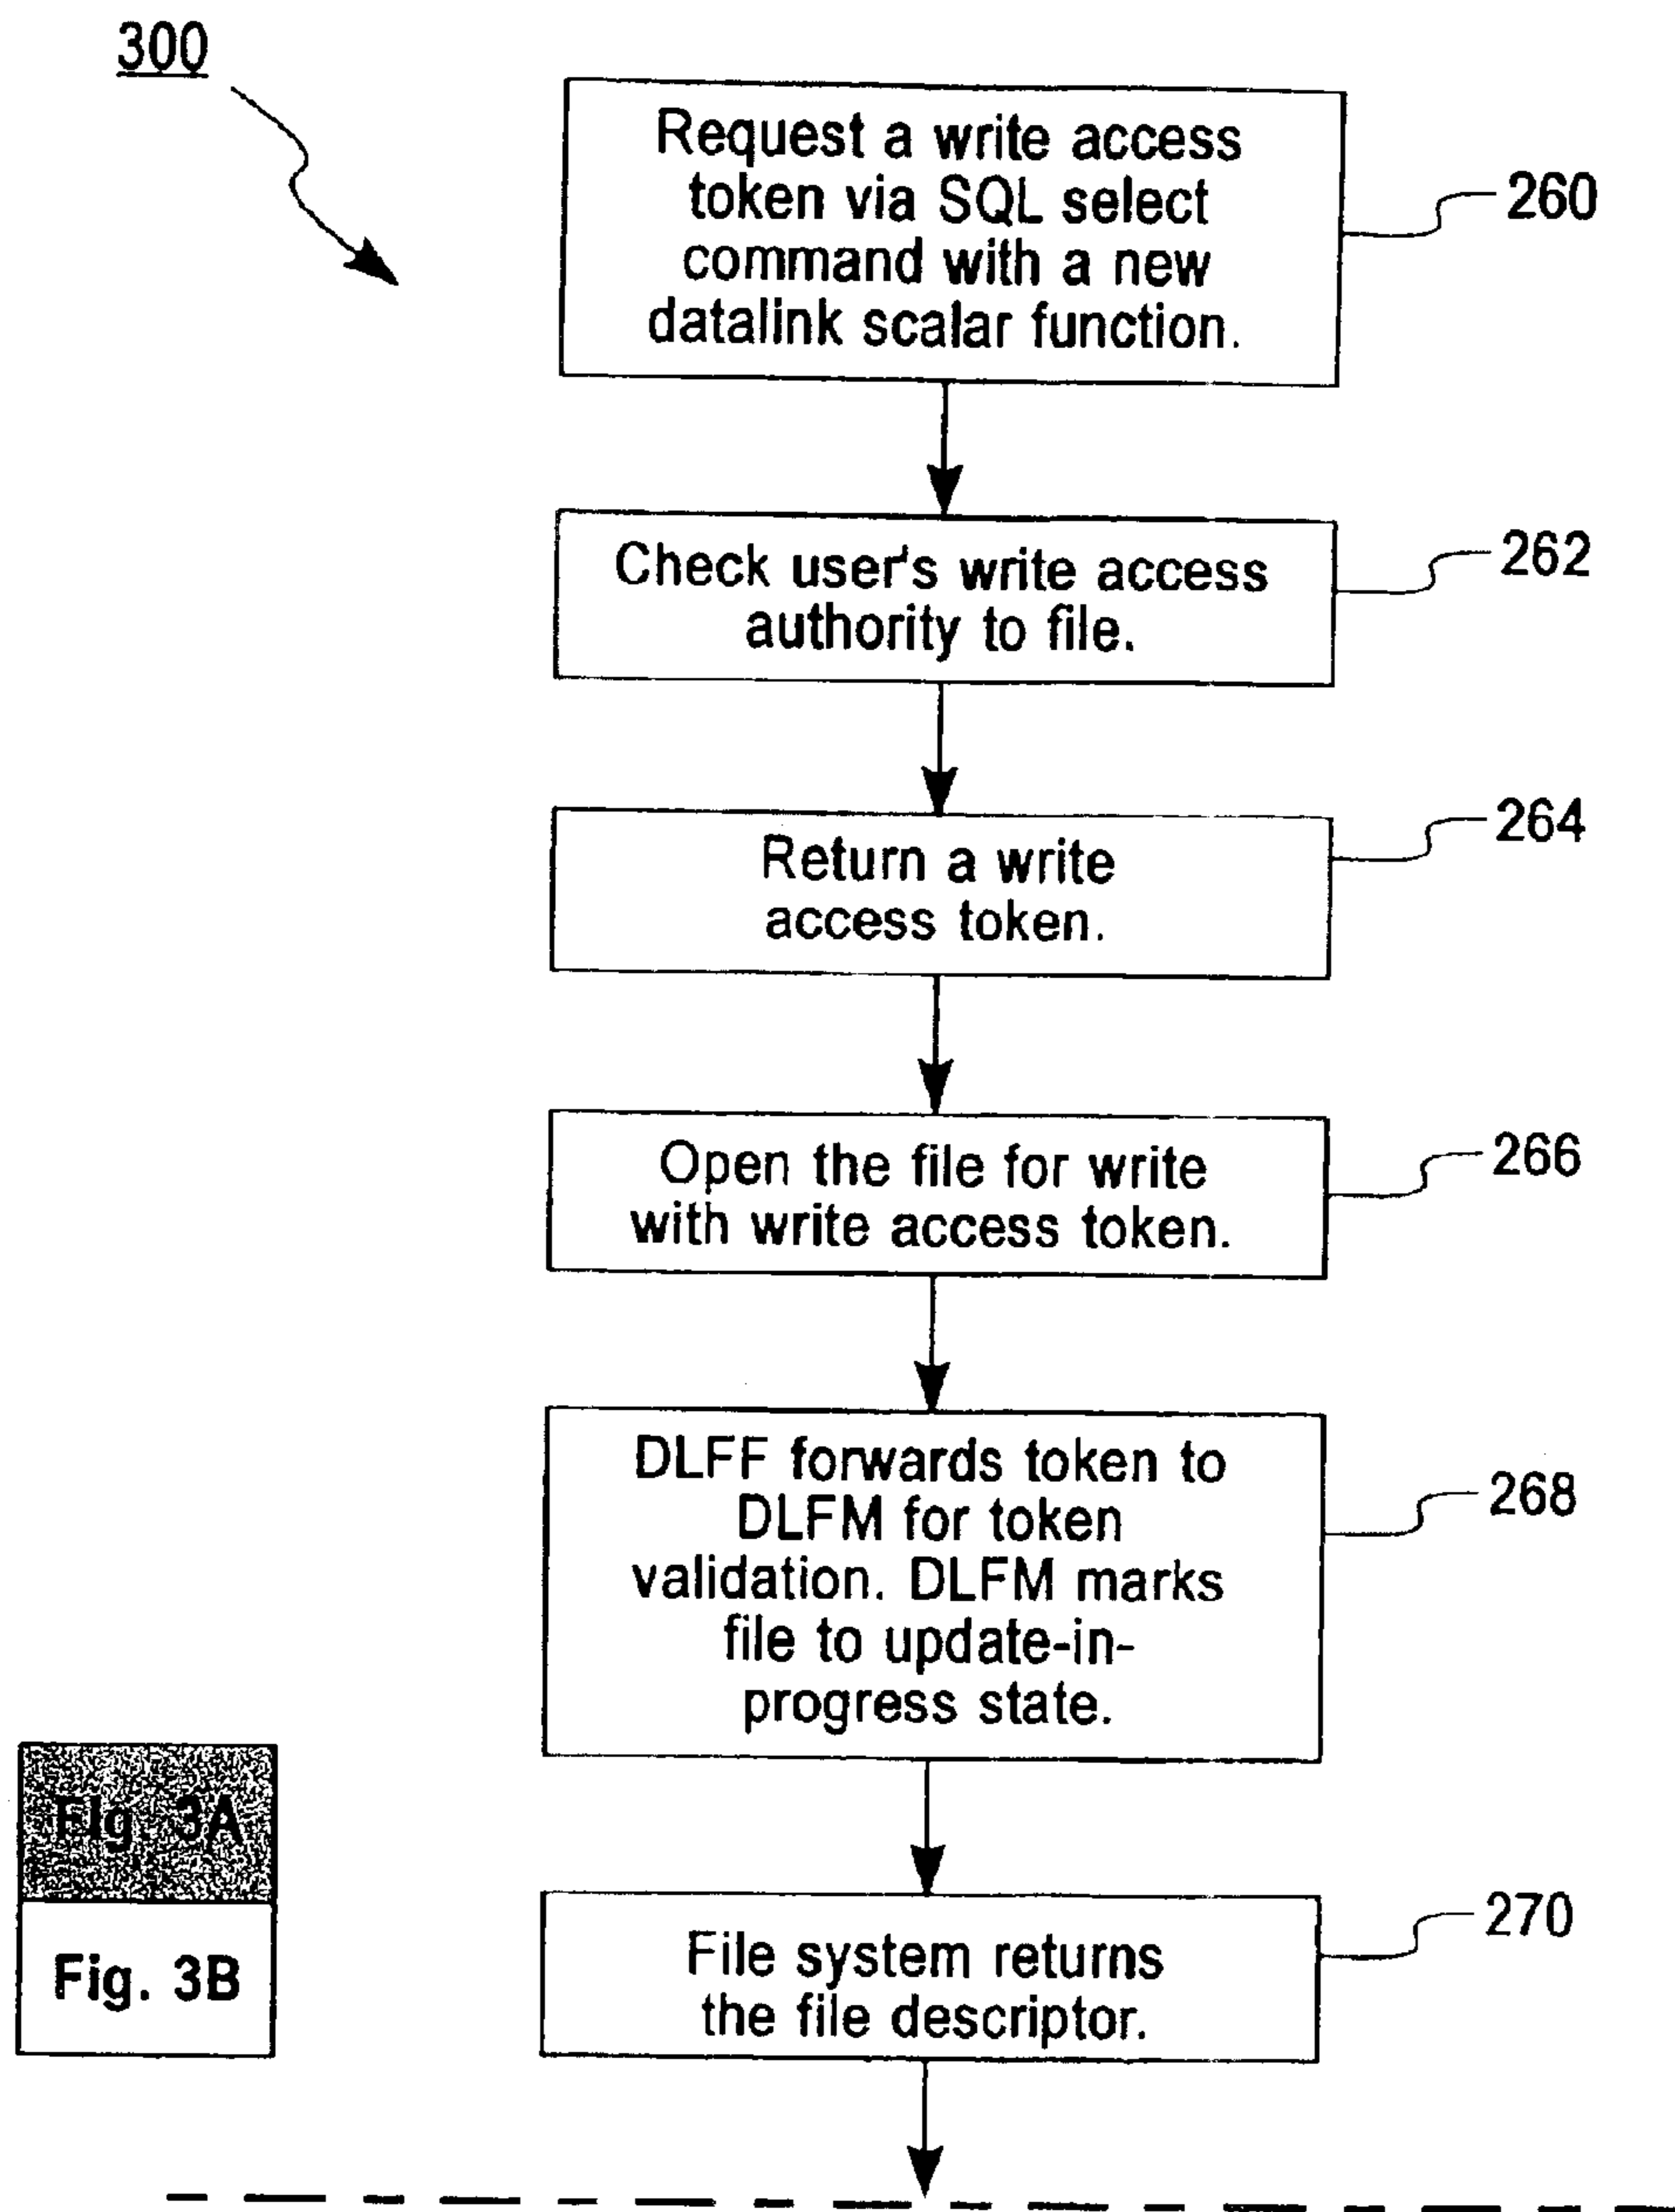 300
Request a write access
token via SQL select
command with a new
datalink scalar function.
260
Check user's write access
authority to file.
262
Return a write
access token.
264
Open the file for write
with write access token.
266
DLFF forwards token to
DLFM for token
validation. DLFM marks
file to update-in-
progress state.
268
Fig. 3A
Fig. 3B
File system returns
the file descriptor.
270